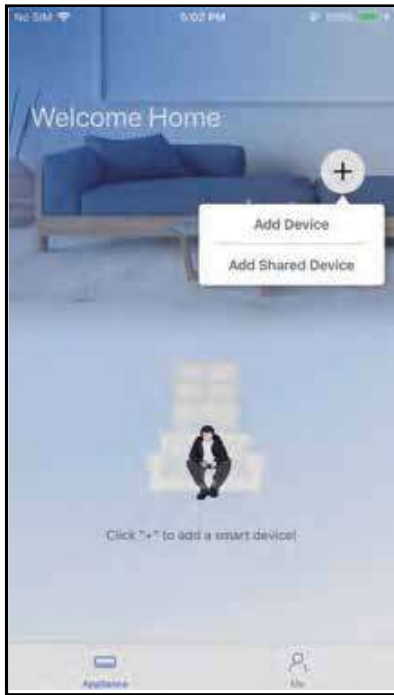 No SIM 5:02 PM 100%
Welcome Home
+
Add Device
Add Shared Device
Click "+" to add a smart device!
Appliance Me